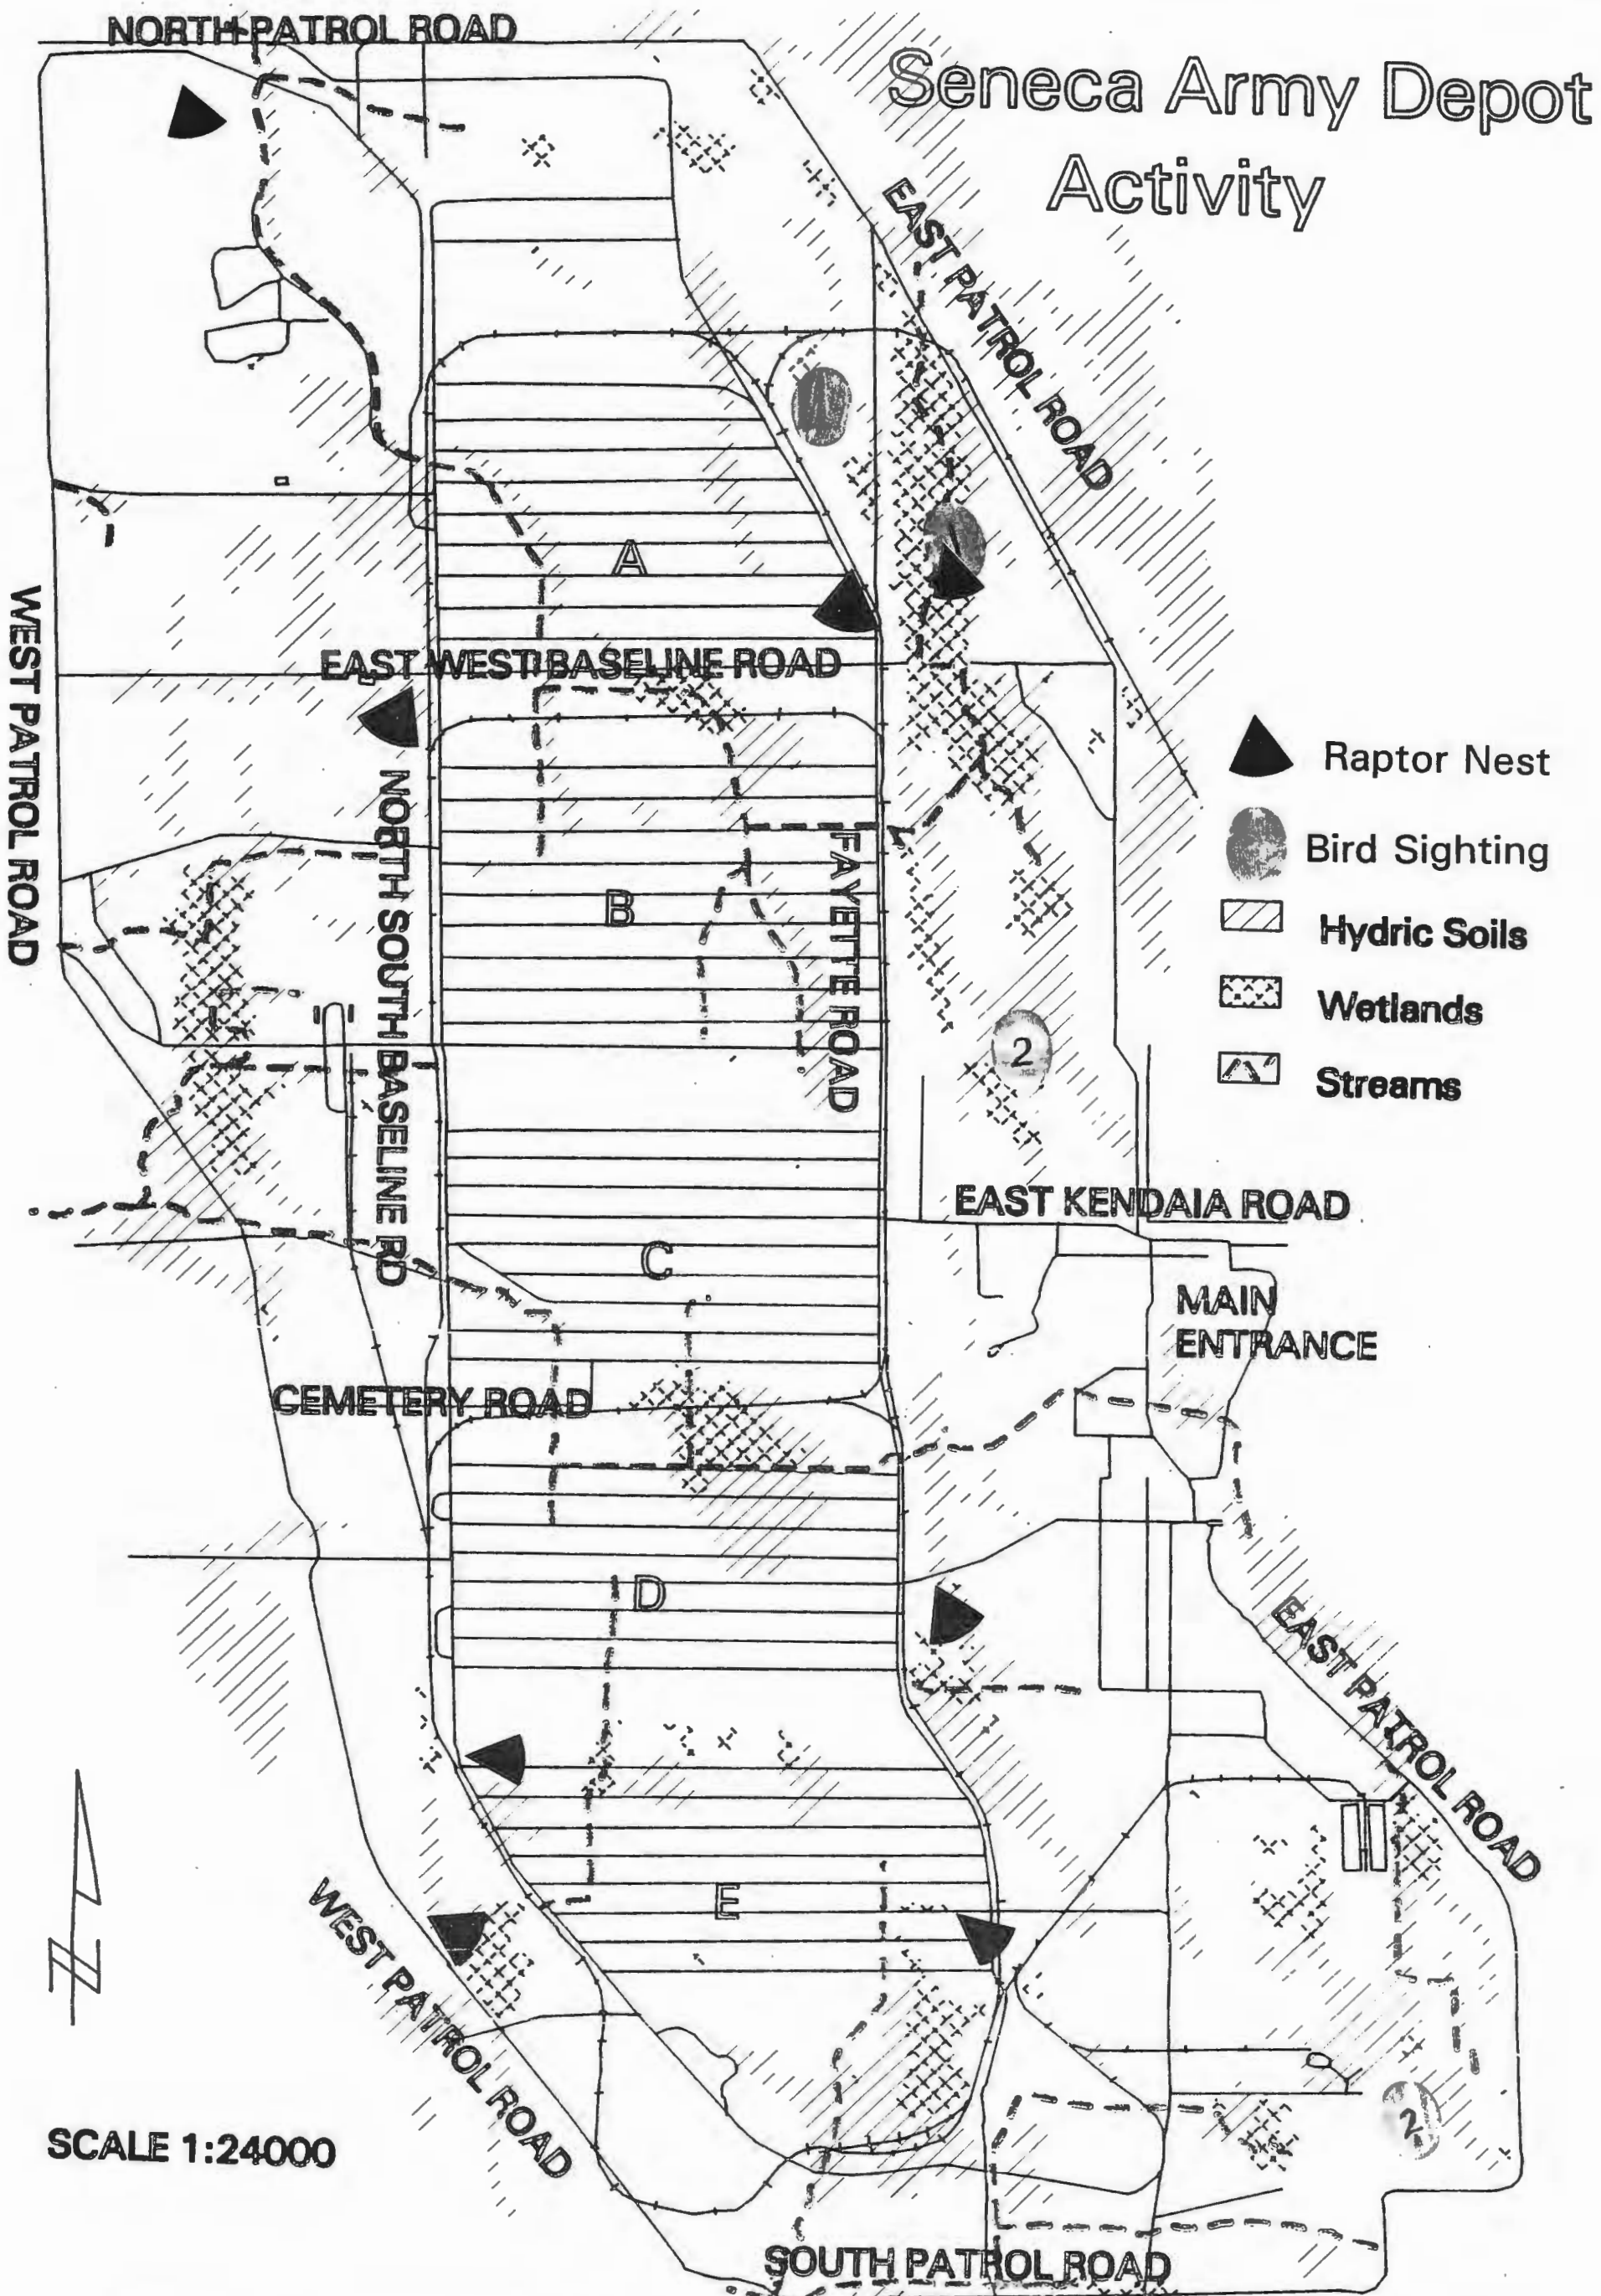 NORTH PATROL ROAD
Seneca Army Depot
Activity
EAST PATROL ROAD
A
WEST PATROL ROAD
EAST WEST BASELINE ROAD
Raptor Nest
Bird Sighting
Hydric Soils
Wetlands
Streams
NORTH SOUTH BASELINE RD
B
FAYETTE ROAD
2
EAST KENDAIA ROAD
C
MAIN
ENTRANCE
CEMETERY ROAD
D
EAST PATROL ROAD
E
WEST PATROL ROAD
2
SCALE 1:24000
SOUTH PATROL ROAD